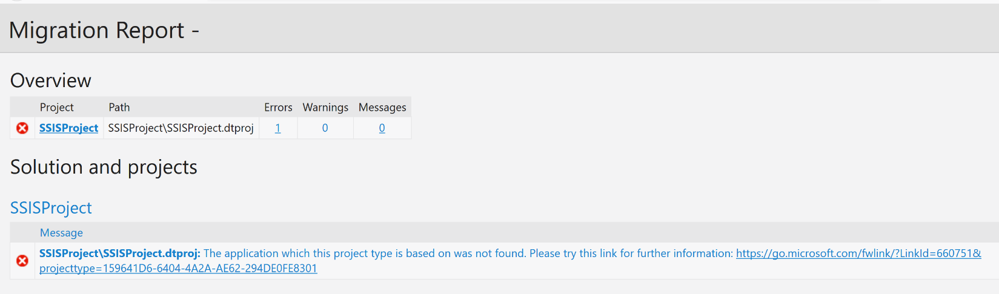 Migration Report -
Overview
Project Path Errors Warnings Messages
SSISProject SSISProject\SSISProject.dtproj 1 0 0
Solution and projects
SSISProject
Message
SSISProject\SSISProject.dtproj: The application which this project type is based on was not found. Please try this link for further information: https://go.microsoft.com/fwlink/?LinkId=660751&
projecttype=159641D6-6404-4A2A-AE62-294DE0FE8301